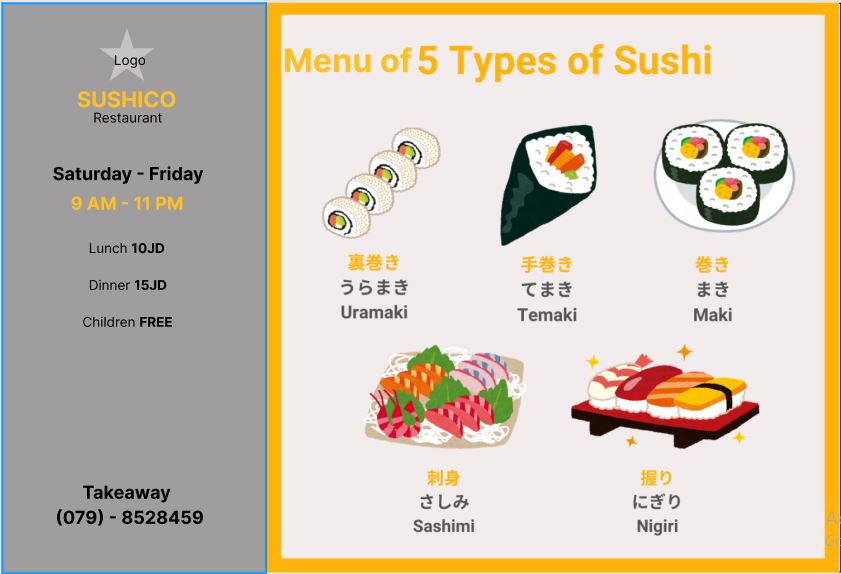 Logo
SUSHICO
Restaurant
Saturday - Friday
9 AM - 11 PM
Lunch 10JD
Dinner 15JD
Children FREE
Takeaway
(079) - 8528459
Menu of 5 Types of Sushi
裏巻き
うらまき
Uramaki
手巻き
てまき
Temaki
巻き
まき
Maki
刺身
さしみ
Sashimi
握り
にぎり
Nigiri